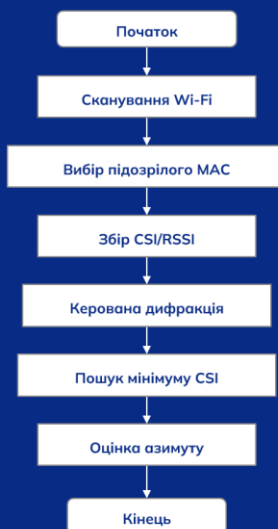 Початок
Сканування Wi-Fi
Вибір підозрілого MAC
Збір CSI/RSSI
Керована дифракція
Пошук мінімуму CSI
Оцінка азимуту
Кінець